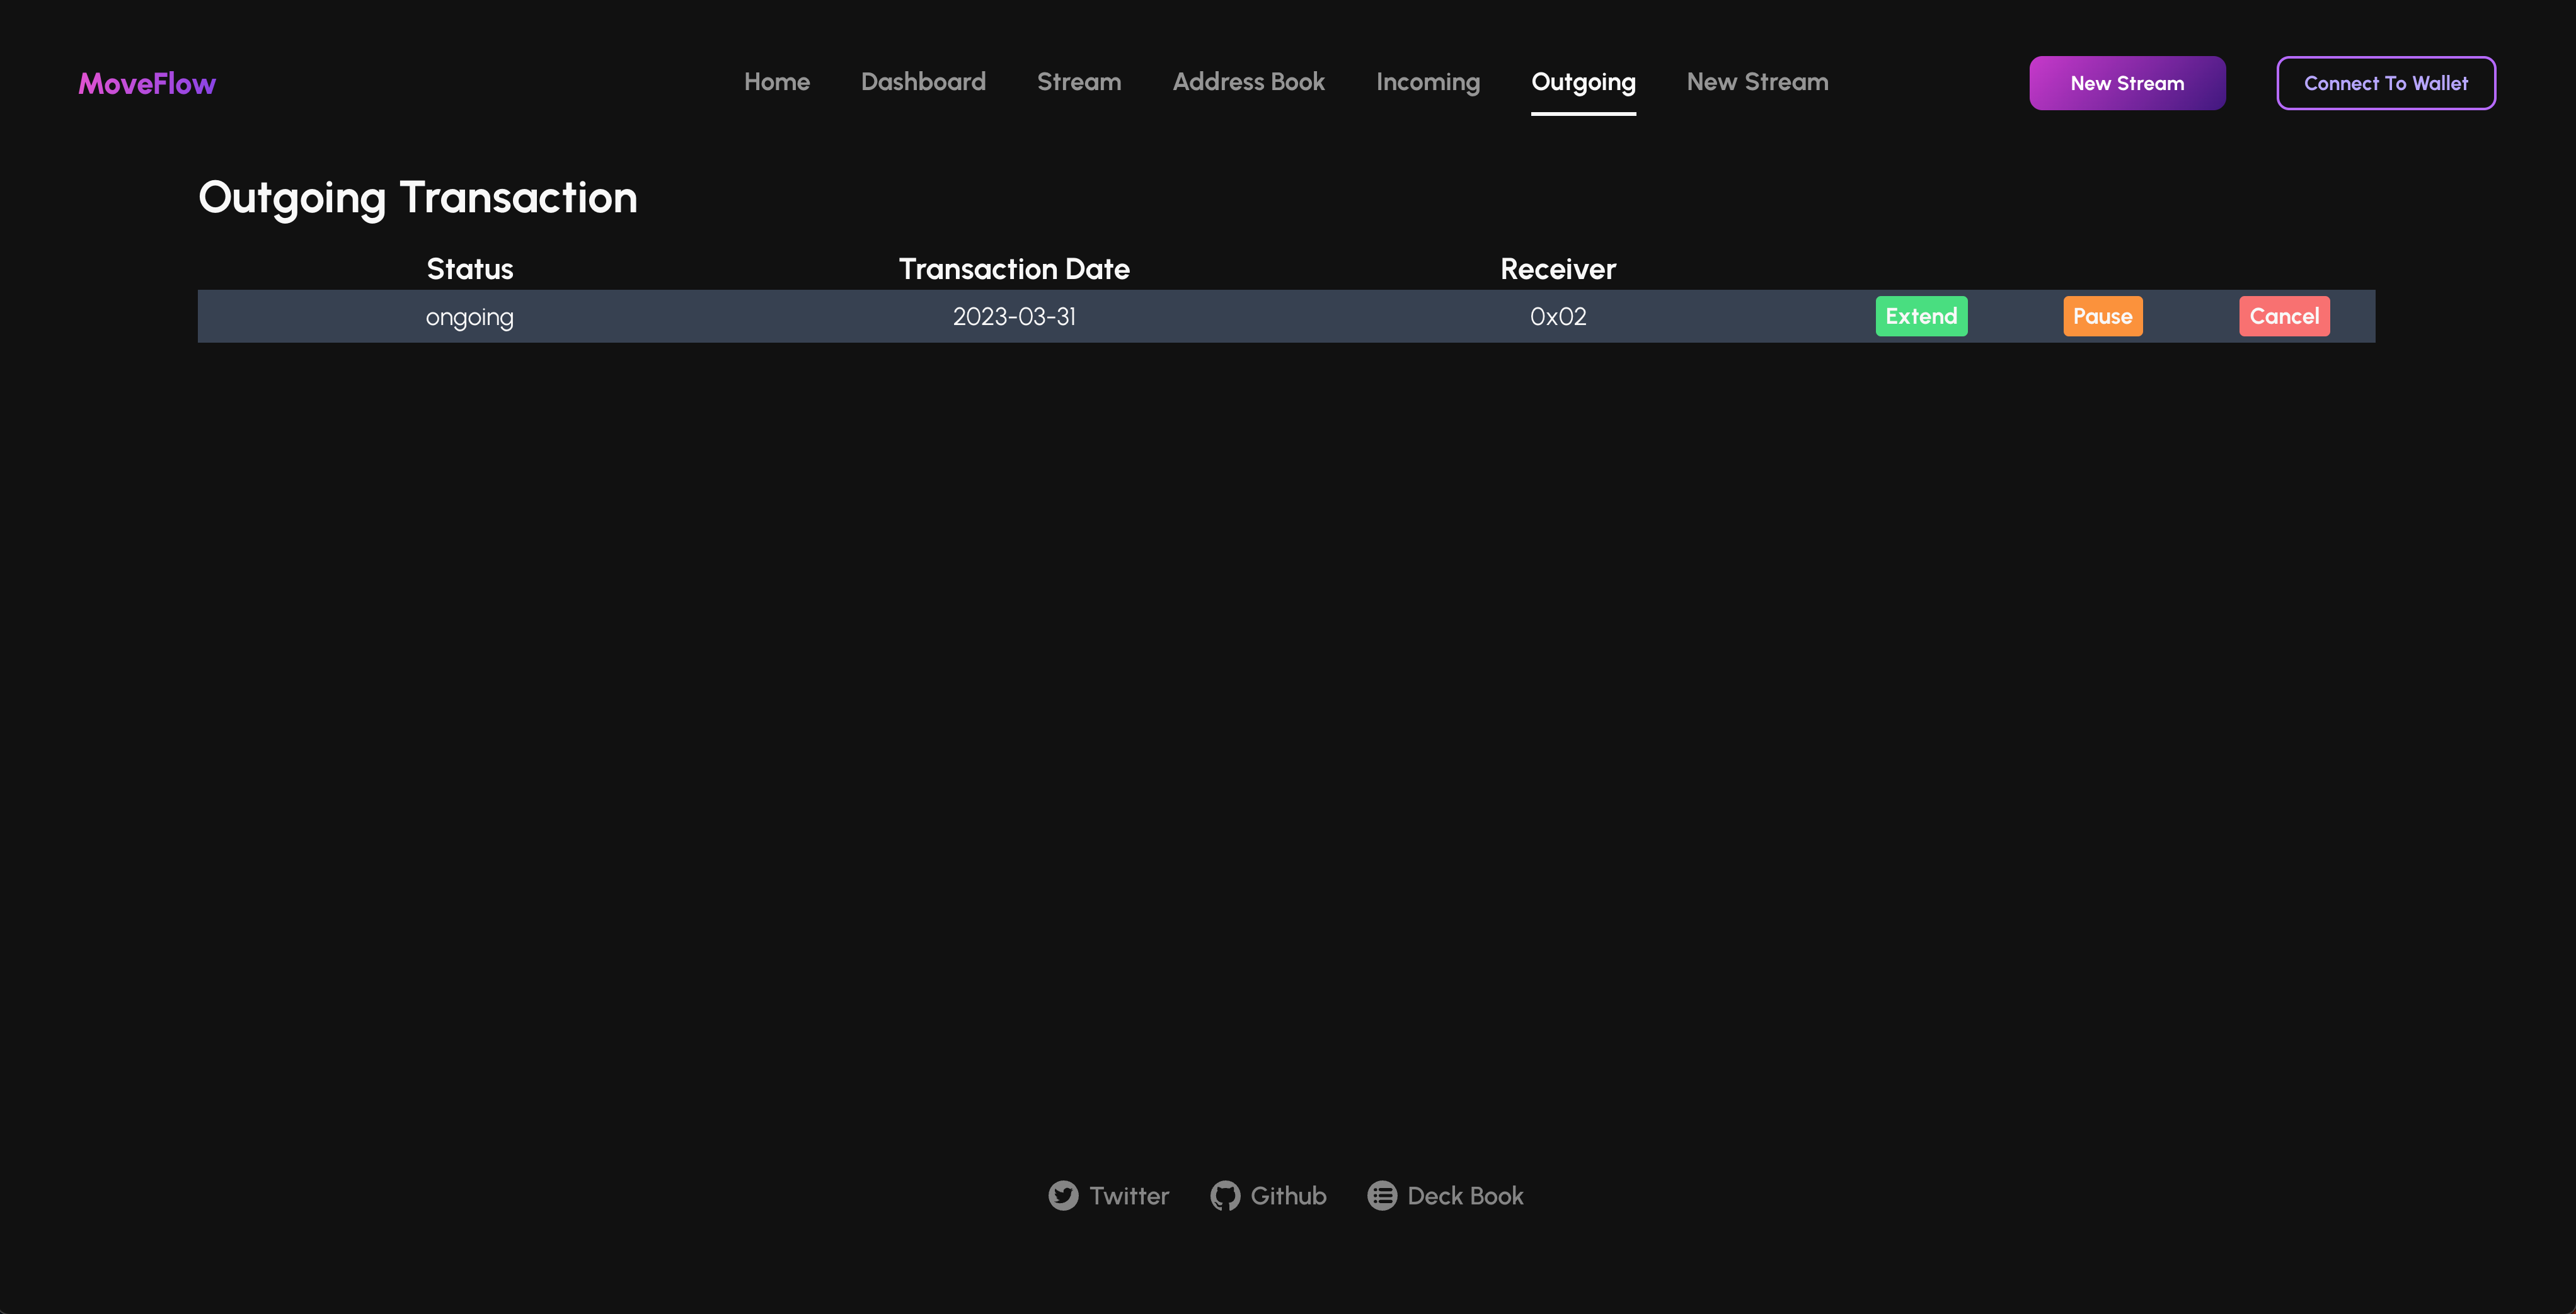 MoveFlow Home Dashboard Stream Address Book Incoming Outgoing New Stream New Stream Connect To Wallet
Outgoing Transaction
Status Transaction Date Receiver
ongoing 2023-03-31 0x02 Extend Pause Cancel
Twitter Github Deck Book